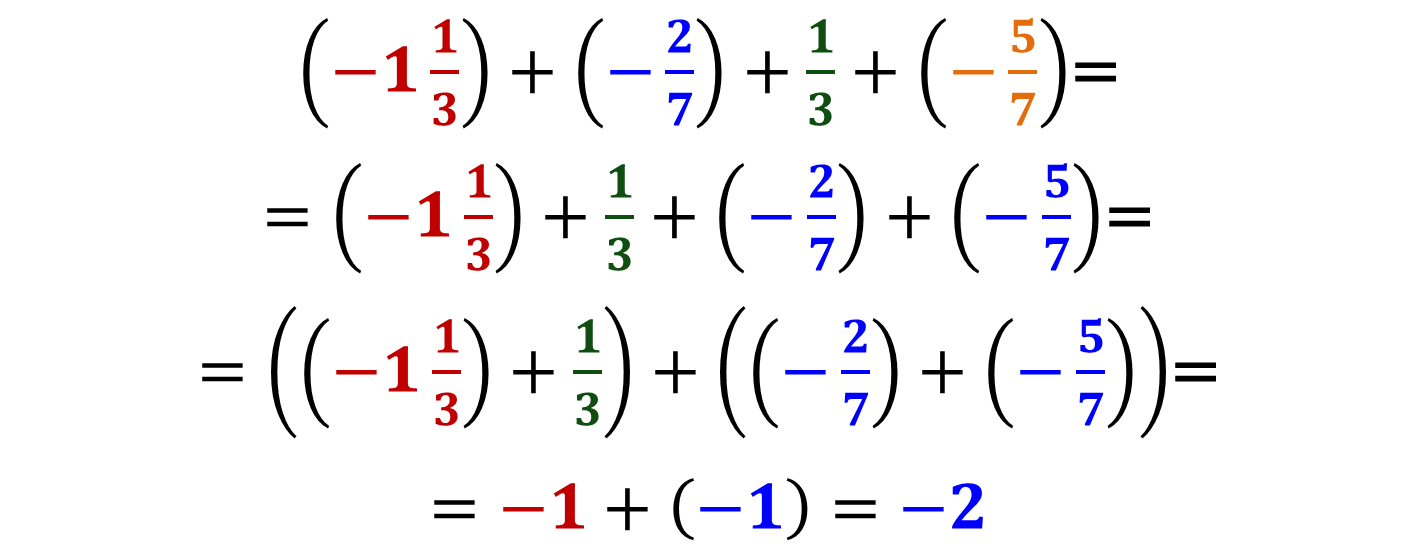 (−1 1/3) + (−2/7) + 1/3 + (−5/7)=
= (−1 1/3) + 1/3 + (−2/7) + (−5/7)=
= ((−1 1/3) + 1/3) + ((−2/7) + (−5/7))=
= −1 + (−1) = −2